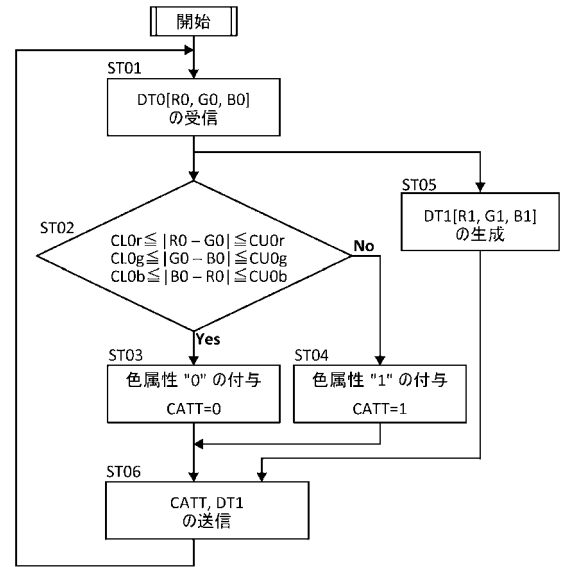 開始
ST01
DT0[R0, G0, B0]
の受信
ST05
DT1[R1, G1, B1]
の生成
ST02
CL0r≦|R0 − G0|≦CU0r
CL0g≦|G0 − B0|≦CU0g
CL0b≦|B0 − R0|≦CU0b
No
Yes
ST03
色属性 "0" の付与
CATT=0
ST04
色属性 "1" の付与
CATT=1
ST06
CATT, DT1
の送信